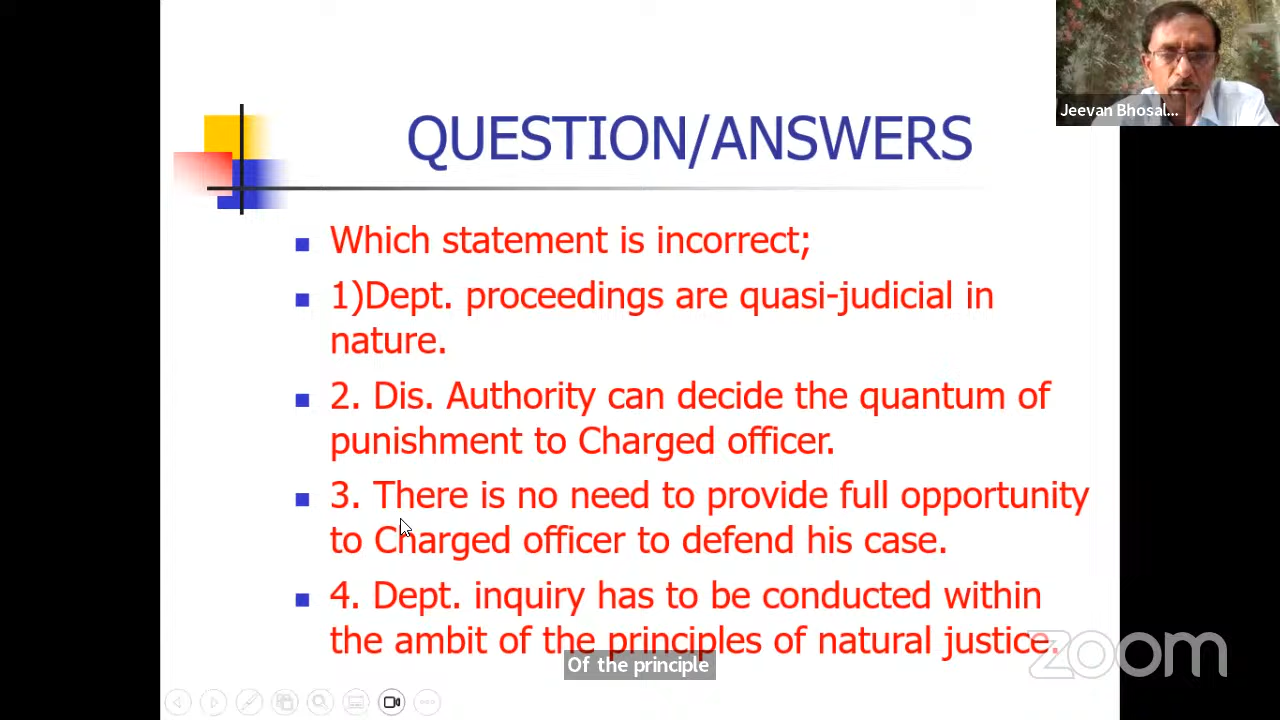 Jeevan Bhosal...
QUESTION/ANSWERS
Which statement is incorrect;
1)Dept. proceedings are quasi-judicial in
nature.
2. Dis. Authority can decide the quantum of
punishment to Charged officer.
3. There is no need to provide full opportunity
to Charged officer to defend his case.
4. Dept. inquiry has to be conducted within
the ambit of the principles of natural justice.
Of the principle
zoom